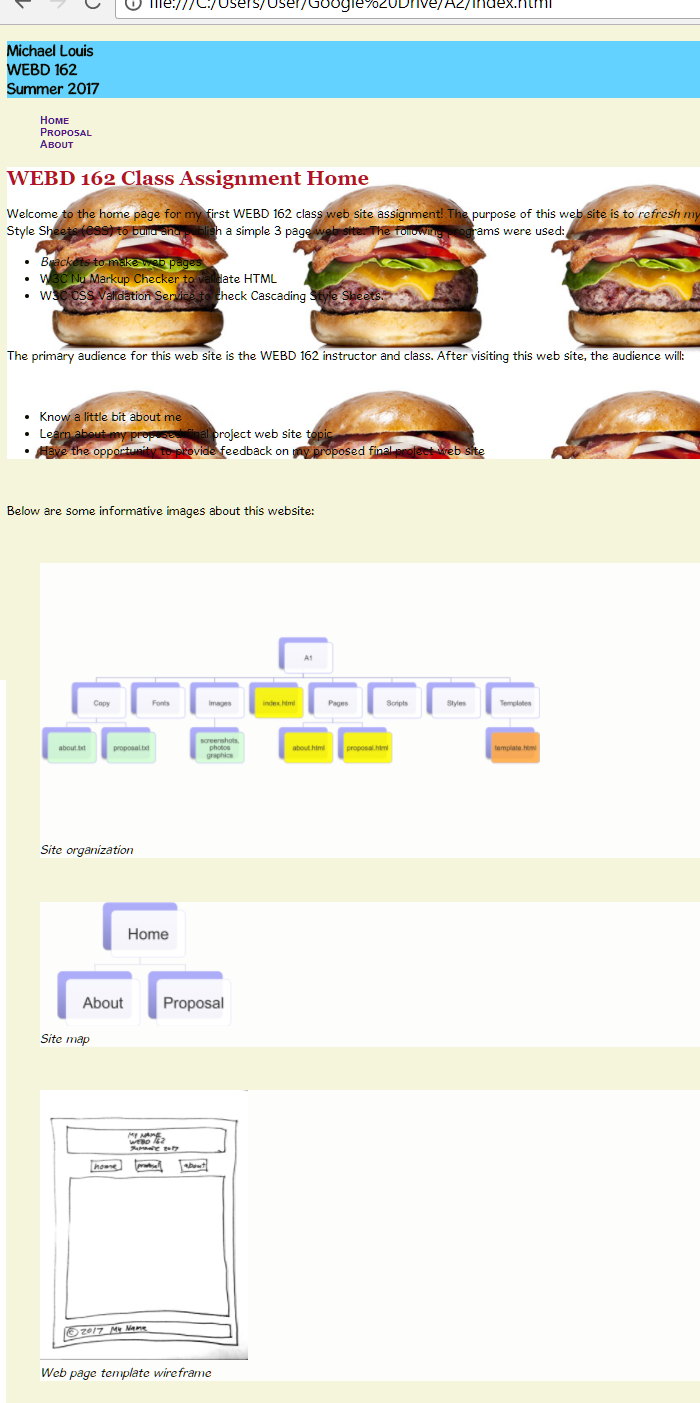 file:///C:/Users/User/Google%20Drive/A2/index.html
Michael Louis
WEBD 162
Summer 2017
Home
Proposal
About
WEBD 162 Class Assignment Home
Welcome to the home page for my first WEBD 162 class web site assignment! The purpose of this web site is to refresh my
Style Sheets (CSS) to build and publish a simple 3 page web site. The following programs were used:
Brackets to make web pages
W3C Nu Markup Checker to validate HTML
W3C CSS Validation Service to check Cascading Style Sheets.
The primary audience for this web site is the WEBD 162 instructor and class. After visiting this web site, the audience will:
Know a little bit about me
Learn about my proposed final project web site topic
Have the opportunity to provide feedback on my proposed final project web site
Below are some informative images about this website:
A1
Copy Fonts Images index.html Pages Scripts Styles Templates
about.txt proposal.txt screenshots, photos graphics about.html proposal.html template.html
Site organization
Home
About Proposal
Site map
MY NAME
WEBD 162
SUMMER 2017
home proposal about
© 2017 My Name
Web page template wireframe